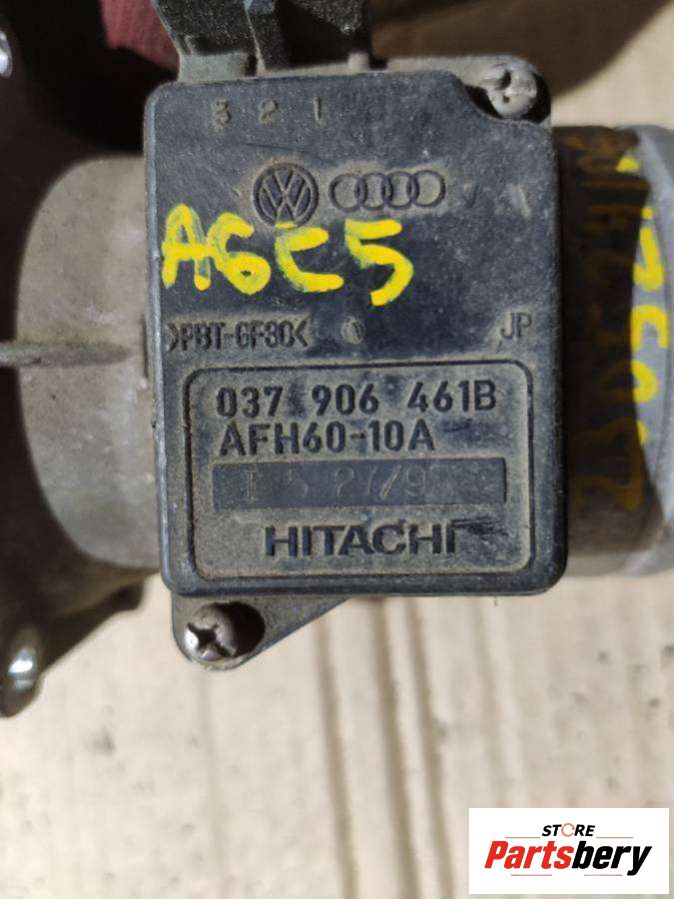 3 2 1
A6C5
>PBT-GF30<
JP
037 906 461B
AFH60-10A
HITACHI
STORE
Partsbery